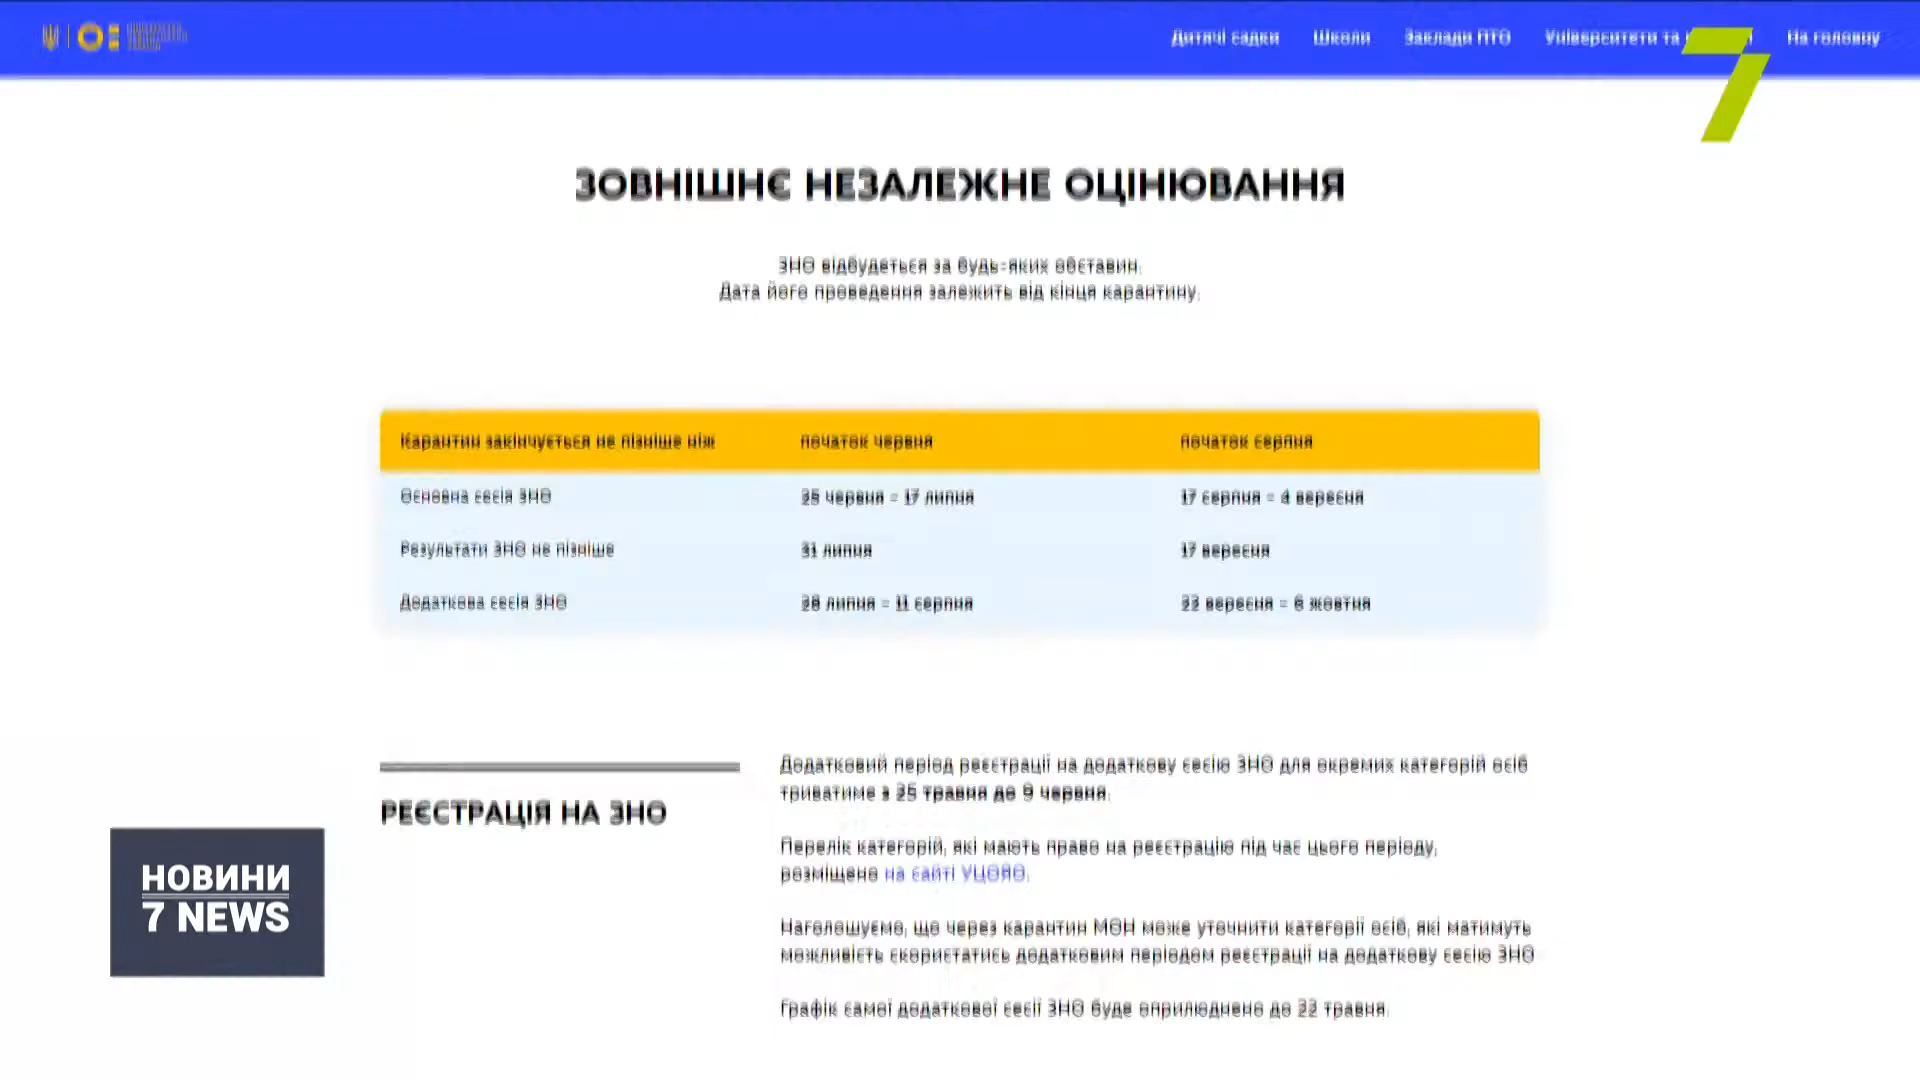 Дитячі садки Школи Заклади ПТО Університети та На головну
7
ЗОВНІШНЄ НЕЗАЛЕЖНЕ ОЦІНЮВАННЯ
ЗНО відбудеться за будь-яких обставин.
Дата його проведення залежить від кінця карантину.
Карантин закінчується не пізніше ніж початок червня початок серпня
Основна сесія ЗНО 25 червня - 17 липня 17 серпня - 4 вересня
Результати ЗНО не пізніше 31 липня 17 вересня
Додаткова сесія ЗНО 28 липня - 11 серпня 22 вересня - 6 жовтня
РЕЄСТРАЦІЯ НА ЗНО
Додатковий період реєстрації на додаткову сесію ЗНО для окремих категорій осіб
триватиме з 25 травня до 9 червня.
Перелік категорій, які мають право на реєстрацію під час цього періоду,
розміщено на сайті УЦОЯО.
Наголошуємо, що через карантин МОН може уточнити категорії осіб, які матимуть
можливість скористатись додатковим періодом реєстрації на додаткову сесію ЗНО
Графік самої додаткової сесії ЗНО буде оприлюднено до 22 травня.
НОВИНИ
7 NEWS